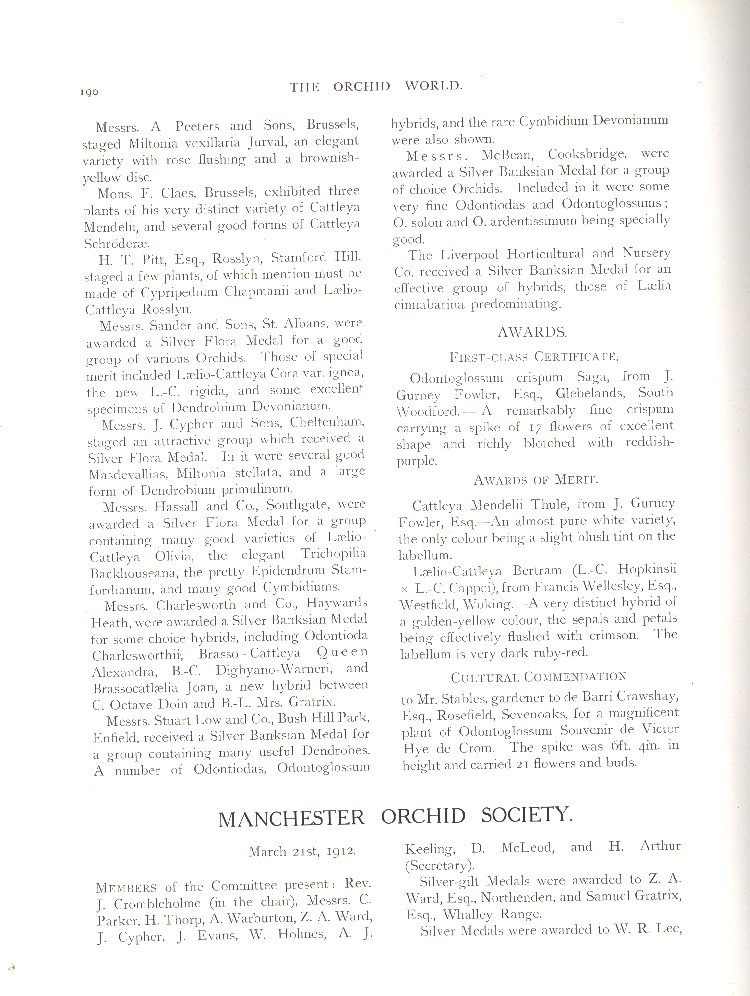 190
THE ORCHID WORLD.
Messrs. A Peeters and Sons, Brussels,
staged Miltonia vexillaria Jurval, an elegant
variety with rose flushing and a brownish-
yellow disc.
Mons. F. Claes, Brussels, exhibited three
plants of his very distinct variety of Cattleya
Mendelii, and several good forms of Cattleya
Schröderæ.
H. T. Pitt, Esq., Rosslyn, Stamford Hill,
staged a few plants, of which mention must be
made of Cypripedium Chapmanii and Lælio-
Cattleya Rosslyn.
Messrs. Sander and Sons, St. Albans, were
awarded a Silver Flora Medal for a good
group of various Orchids. Those of special
merit included Lælio-Cattleya Cora var. ignea,
the new L.-C. rigida, and some excellent
specimens of Dendrobium Devonianum.
Messrs. J. Cypher and Sons, Cheltenham,
staged an attractive group which received a
Silver Flora Medal. In it were several good
Masdevallias, Miltonia stellata, and a large
form of Dendrobium primulinum.
Messrs. Hassall and Co., Southgate, were
awarded a Silver Flora Medal for a group
containing many good varieties of Lælio-
Cattleya Olivia, the elegant Trichopilia
Backhouseana, the pretty Epidendrum Stam-
fordianum, and many good Cymbidiums.
Messrs. Charlesworth and Co., Haywards
Heath, were awarded a Silver Banksian Medal
for some choice hybrids, including Odontioda
Charlesworthii, Brasso-Cattleya Queen
Alexandra, B.-C. Dighyano-Warneri, and
Brassocatlælia Joan, a new hybrid between
C. Octave Doin and B.-L. Mrs. Gratrix.
Messrs. Stuart Low and Co., Bush Hill Park,
Enfield, received a Silver Banksian Medal for
a group containing many useful Dendrobes.
A number of Odontiodas, Odontoglossum
hybrids, and the rare Cymbidium Devonianum
were also shown.
Messrs. McBean, Cooksbridge, were
awarded a Silver Banksian Medal for a group
of choice Orchids. Included in it were some
very fine Odontiodas and Odontoglossums;
O. solon and O. ardentissimum being specially
good.
The Liverpool Horticultural and Nursery
Co. received a Silver Banksian Medal for an
effective group of hybrids, those of Lælia
cinnabarina predominating.
AWARDS.
FIRST-CLASS CERTIFICATE.
Odontoglossum crispum Saga, from J.
Gurney Fowler, Esq., Glebelands, South
Woodford.—A remarkably fine crispum
carrying a spike of 17 flowers of excellent
shape and richly blotched with reddish-
purple.
AWARDS OF MERIT.
Cattleya Mendelii Thule, from J. Gurney
Fowler, Esq.—An almost pure white variety,
the only colour being a slight blush tint on the
labellum.
Lælio-Cattleya Bertram (L.-C. Hopkinsii
× L.-C. Cappei), from Francis Wellesley, Esq.,
Westfield, Woking.—A very distinct hybrid of
a golden-yellow colour, the sepals and petals
being effectively flushed with crimson. The
labellum is very dark ruby-red.
CULTURAL COMMENDATION
to Mr. Stables, gardener to de Barri Crawshay,
Esq., Rosefield, Sevenoaks, for a magnificent
plant of Odontoglossum Souvenir de Victor
Hye de Crom. The spike was 6ft. 4in. in
height and carried 21 flowers and buds.
MANCHESTER ORCHID SOCIETY.
March 21st, 1912.
MEMBERS of the Committee present: Rev.
J. Crombleholme (in the chair), Messrs. C.
Parker, H. Thorp, A. Warburton, Z. A. Ward,
J. Cypher, J. Evans, W. Holmes, A. J.
Keeling, D. McLeod, and H. Arthur
(Secretary).
Silver-gilt Medals were awarded to Z. A.
Ward, Esq., Northenden, and Samuel Gratrix,
Esq., Whalley Range.
Silver Medals were awarded to W. R. Lee,